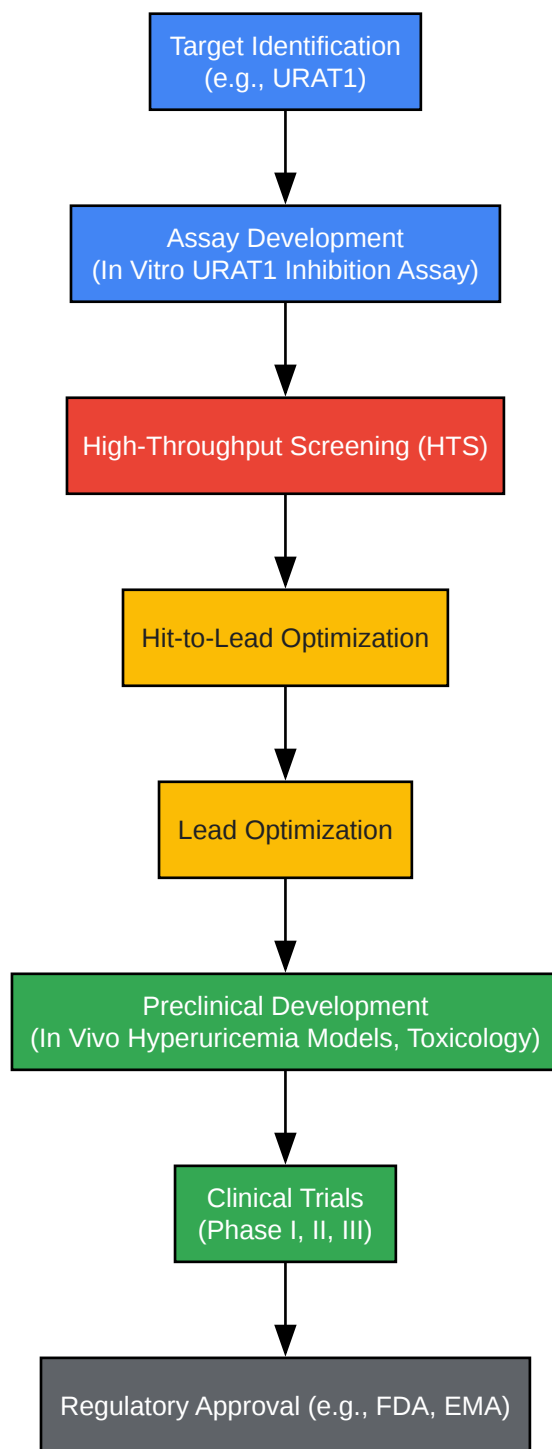 Target Identification
(e.g., URAT1)
Assay Development
(In Vitro URAT1 Inhibition Assay)
High-Throughput Screening (HTS)
Hit-to-Lead Optimization
Lead Optimization
Preclinical Development
(In Vivo Hyperuricemia Models, Toxicology)
Clinical Trials
(Phase I, II, III)
Regulatory Approval (e.g., FDA, EMA)